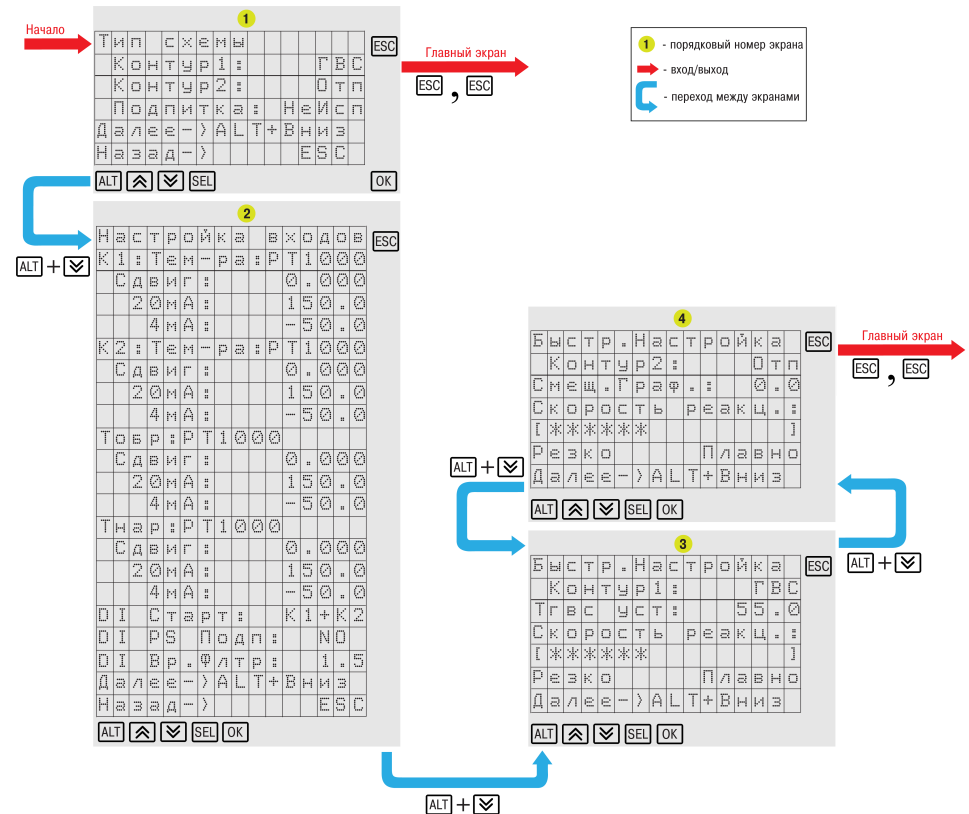 Начало
1
Тип схемы
ESC
Контур1: ГВС
Контур2: Отп
Подпитка: НеИсп
Далее->ALT+Вниз
Назад-> ESC
ALT SEL OK
Главный экран
ESC , ESC
1 - порядковый номер экрана
- вход/выход
- переход между экранами
ALT +
2
Настройка входов
ESC
К1:Тем-ра:PT1000
Сдвиг: 0.000
20мА: 150.0
4мА: -50.0
К2:Тем-ра:PT1000
Сдвиг: 0.000
20мА: 150.0
4мА: -50.0
Тобр:PT1000
Сдвиг: 0.000
20мА: 150.0
4мА: -50.0
Тнар:PT1000
Сдвиг: 0.000
20мА: 150.0
4мА: -50.0
DI Старт: К1+К2
DI PS Подп: NO
DI Вр.Флтр: 1.5
Далее->ALT+Вниз
Назад-> ESC
ALT SEL OK
ALT +
4
Быстр.Настройка
ESC
Контур2: Отп
Смещ.Граф.: 0.0
Скорость реакц.:
[****** ]
Резко Плавно
Далее->ALT+Вниз
ALT SEL OK
Главный экран
ESC , ESC
ALT +
3
Быстр.Настройка
ESC
Контур1: ГВС
Тгвс уст: 55.0
Скорость реакц.:
[****** ]
Резко Плавно
Далее->ALT+Вниз
ALT SEL OK
ALT +